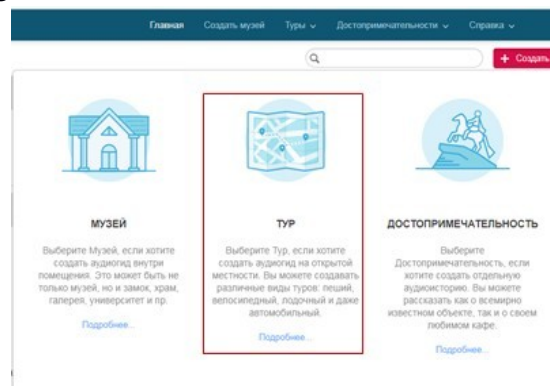 Главная Создать музей Туры Достопримечательности Справка
+ Создать
МУЗЕЙ
Выберите Музей, если хотите
создать аудиогид внутри
помещения. Это может быть не
только музей, но и замок, храм,
галерея, университет и пр.
Подробнее...
ТУР
Выберите Тур, если хотите
создать аудиогид на открытой
местности. Вы можете создавать
различные виды туров: пеший,
велосипедный, лодочный и даже
автомобильный.
Подробнее...
ДОСТОПРИМЕЧАТЕЛЬНОСТЬ
Выберите
Достопримечательность, если
хотите создать отдельную
аудиоисторию. Вы можете
рассказать как о всемирно
известном объекте, так и о своем
любимом кафе.
Подробнее...